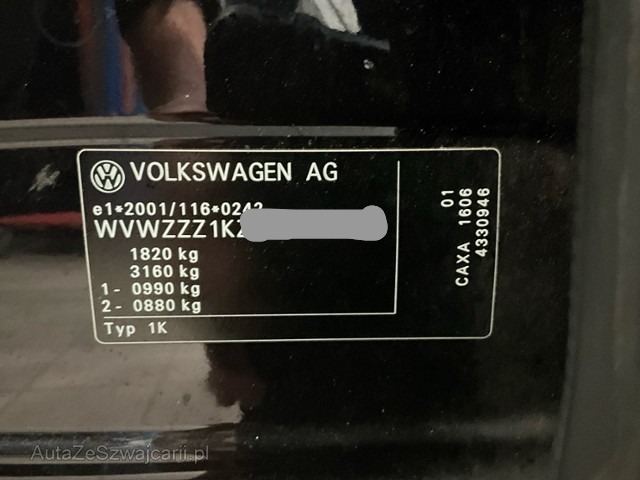 VOLKSWAGEN AG
e1*2001/116*0242
WVWZZZ1KZ
1820 kg
3160 kg
1- 0990 kg
2- 0880 kg
Typ 1K
01
CAXA 1606
4330946
AutaZeSzwajcarii.pl